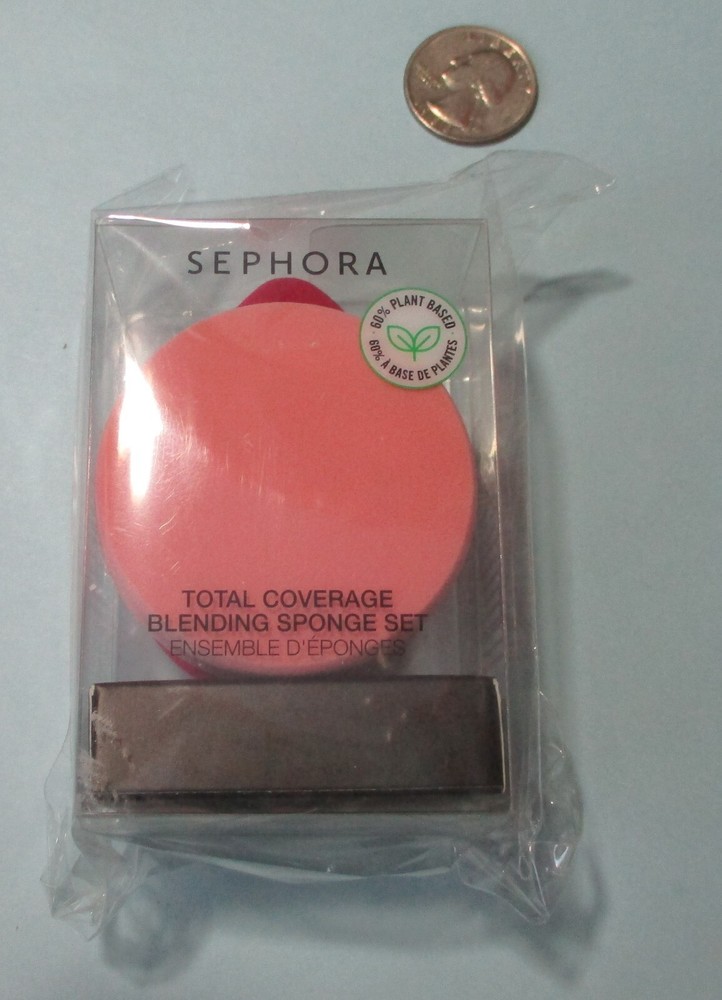 SEPHORA
60% PLANT BASED
60% À BASE DE PLANTES
TOTAL COVERAGE
BLENDING SPONGE SET
ENSEMBLE D'ÉPONGES